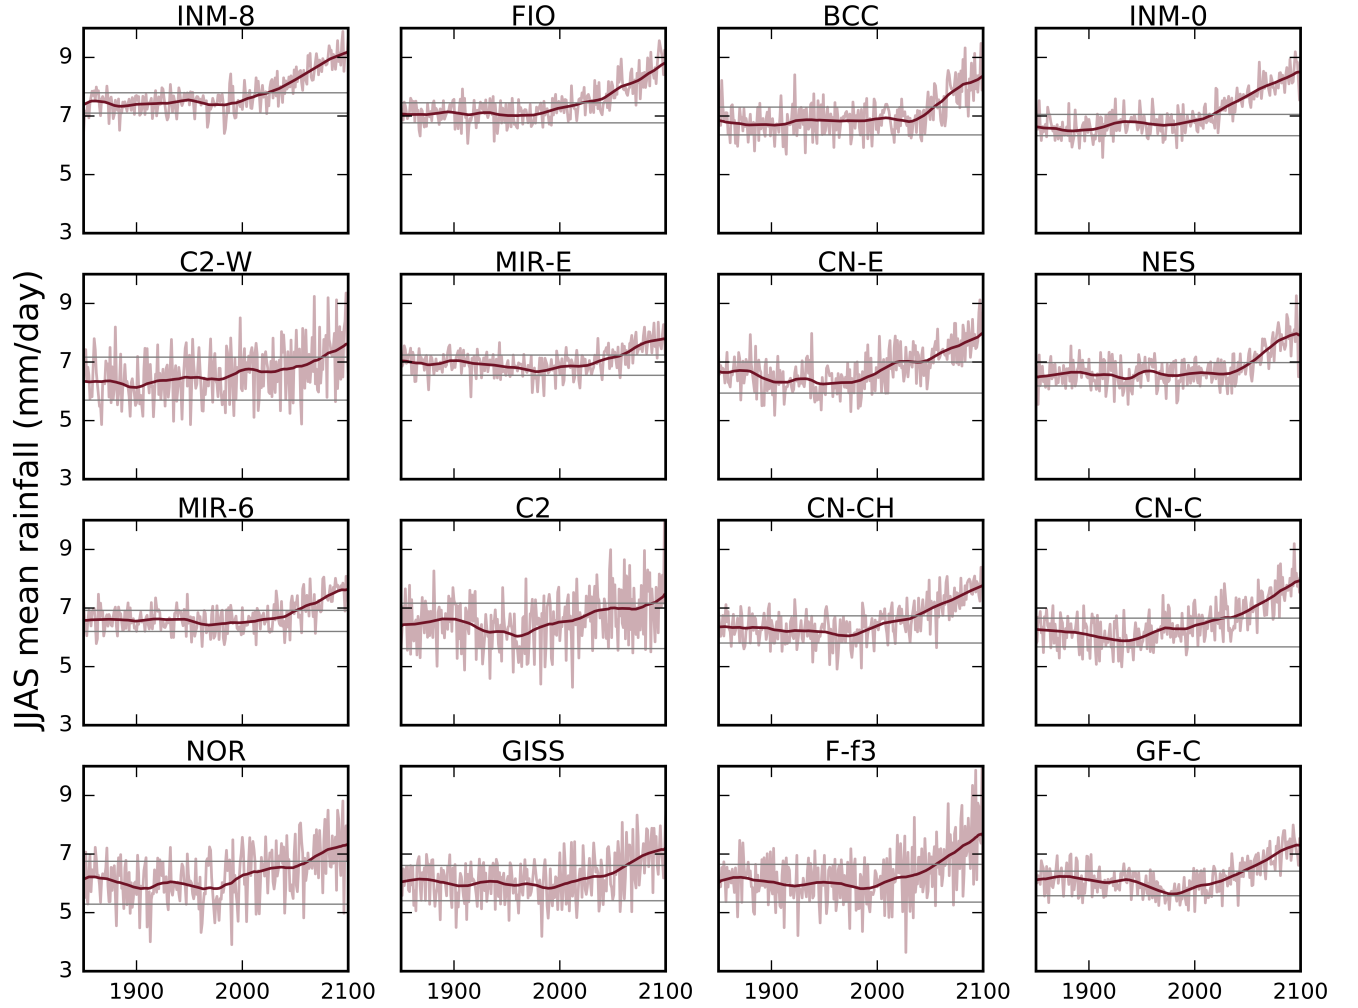 INM-8 FIO BCC INM-0
9
7
5
3
C2-W MIR-E CN-E NES
9
7
5
3
JJAS mean rainfall (mm/day)
MIR-6 C2 CN-CH CN-C
9
7
5
3
NOR GISS F-f3 GF-C
9
7
5
3
1900 2000 2100 1900 2000 2100 1900 2000 2100 1900 2000 2100